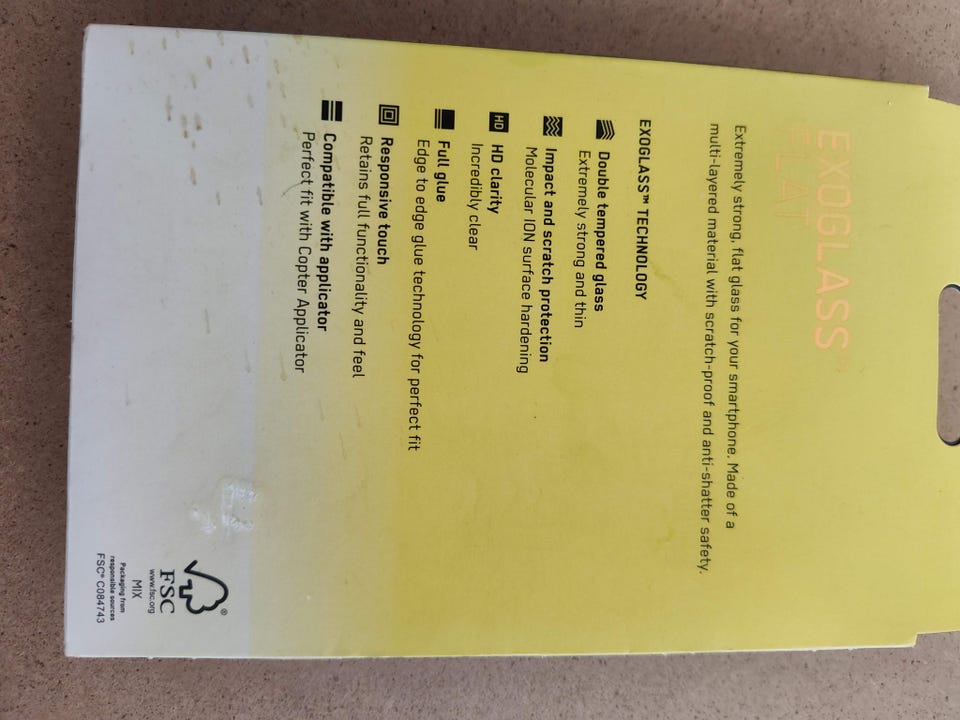 EXOGLASS™
FLAT
Extremely strong, flat glass for your smartphone. Made of a
multi-layered material with scratch-proof and anti-shatter safety.
EXOGLASS™ TECHNOLOGY
Double tempered glass
Extremely strong and thin
Impact and scratch protection
Molecular ION surface hardening
HD
HD clarity
Incredibly clear
Full glue
Edge to edge glue technology for perfect fit
Responsive touch
Retains full functionality and feel
Compatible with applicator
Perfect fit with Copter Applicator
®
FSC
www.fsc.org
MIX
Packaging from
responsible sources
FSC® C084743